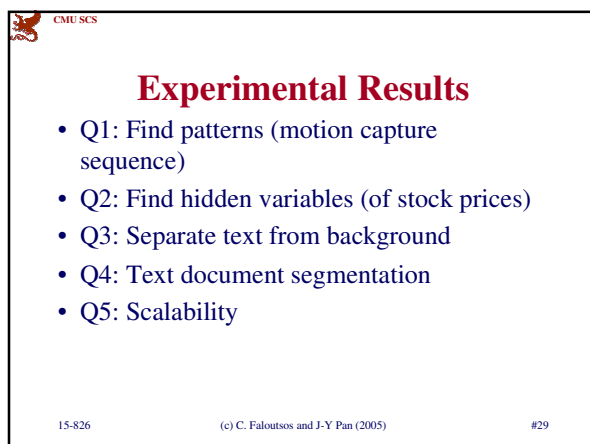 CMU SCS
Experimental Results
• Q1: Find patterns (motion capture
sequence)
• Q2: Find hidden variables (of stock prices)
• Q3: Separate text from background
• Q4: Text document segmentation
• Q5: Scalability
15-826 (c) C. Faloutsos and J-Y Pan (2005) #29